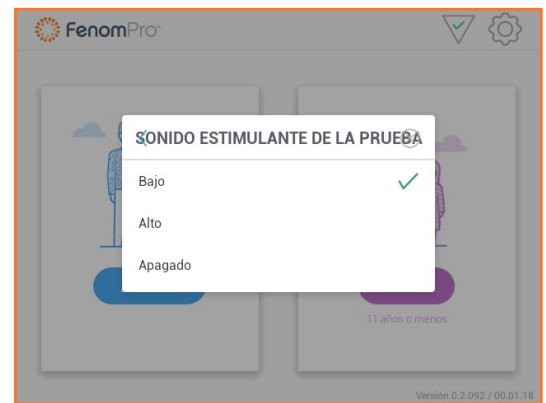 FenomPro
SONIDO ESTIMULANTE DE LA PRUEBA
Bajo
Alto
Apagado
11 años o menos
Versión 0.2.092 / 00.01.18